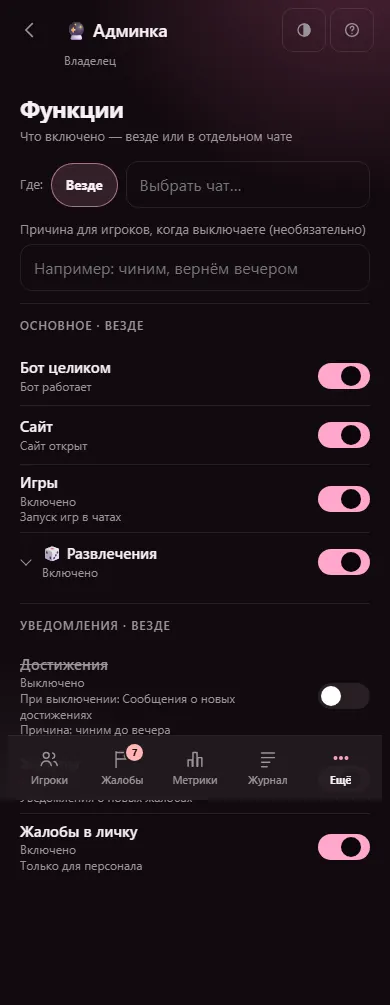 Админка
Владелец
Функции
Что включено — везде или в отдельном чате
Где:
Везде
Выбрать чат...
Причина для игроков, когда выключаете (необязательно)
Например: чиним, вернём вечером
ОСНОВНОЕ · ВЕЗДЕ
Бот целиком
Бот работает
Сайт
Сайт открыт
Игры
Включено
Запуск игр в чатах
Развлечения
Включено
УВЕДОМЛЕНИЯ · ВЕЗДЕ
Достижения
Выключено
При выключении: Сообщения о новых
достижениях
Причина: чиним до вечера
7
Игроки
Жалобы
Метрики
Журнал
Ещё
Уведомления о новых жалобах
Жалобы в личку
Включено
Только для персонала